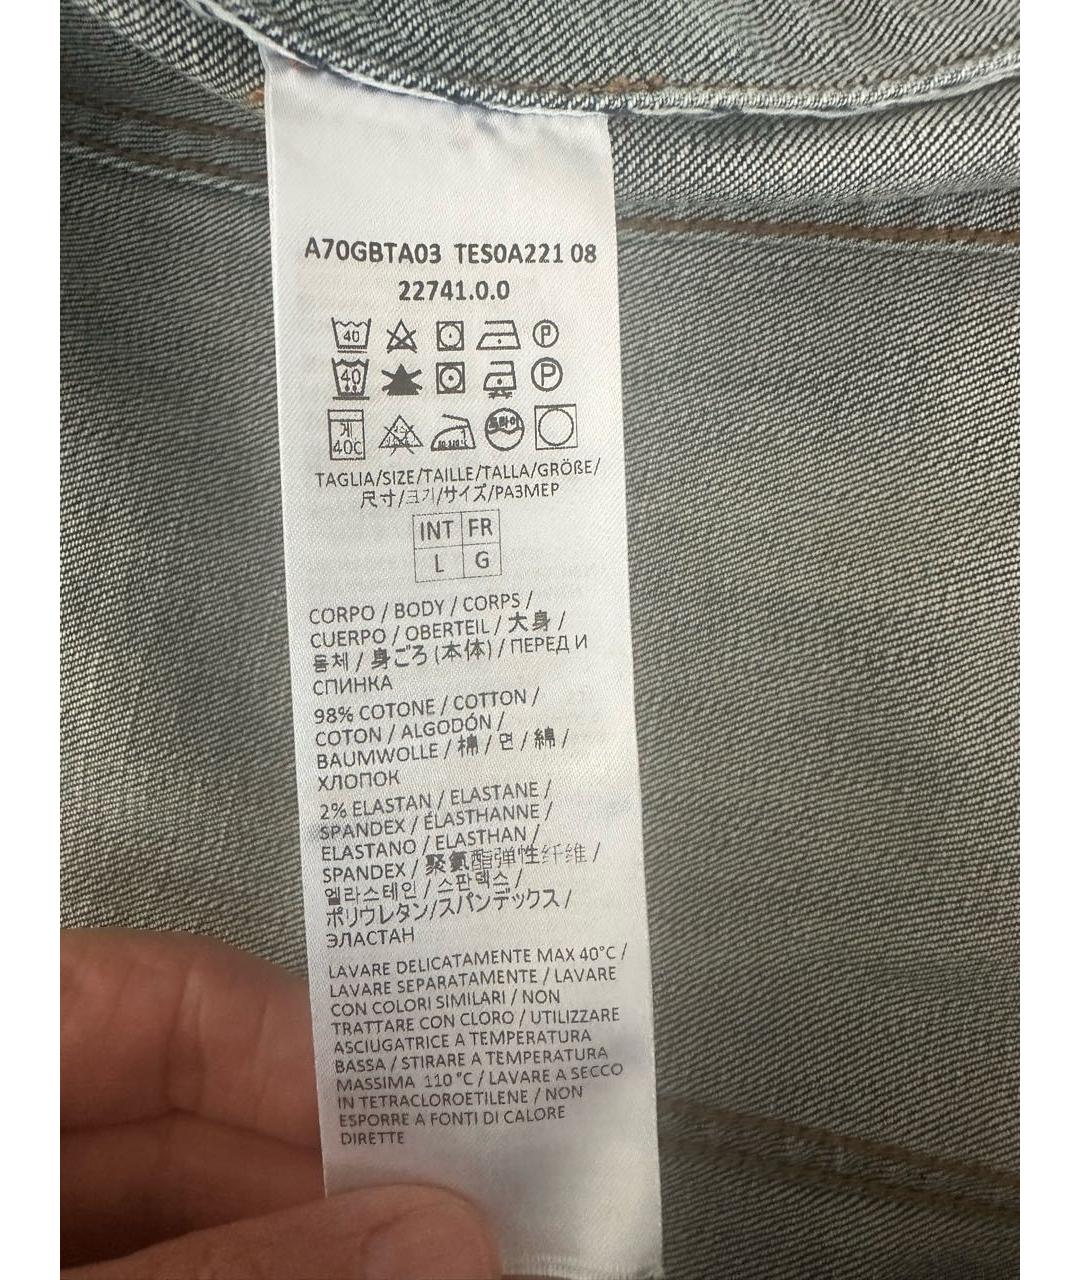 A70GBTA03 TES0A221 08
22741.0.0
40
P
40
P
40C
TAGLIA/SIZE/TAILLE/TALLA/GRÖßE/
尺寸/크기/サイズ/РАЗМЕР
INT FR
L G
CORPO / BODY / CORPS /
CUERPO / OBERTEIL / 大身 /
몸체 / 身ごろ (本体) / ПЕРЕД И
СПИНКА
98% COTONE / COTTON /
COTON / ALGODÓN /
BAUMWOLLE / 棉 / 면 / 綿 /
ХЛОПОК
2% ELASTAN / ELASTANE /
SPANDEX / ÉLASTHANNE /
ELASTANO / ELASTHAN /
SPANDEX / 聚氨酯弹性纤维 /
엘라스테인 / 스판덱스 /
ポリウレタン/スパンデックス /
ЭЛАСТАН
LAVARE DELICATAMENTE MAX 40°C /
LAVARE SEPARATAMENTE / LAVARE
CON COLORI SIMILARI / NON
TRATTARE CON CLORO / UTILIZZARE
ASCIUGATRICE A TEMPERATURA
BASSA / STIRARE A TEMPERATURA
MASSIMA 110 °C / LAVARE A SECCO
IN TETRACLOROETILENE / NON
ESPORRE A FONTI DI CALORE
DIRETTE